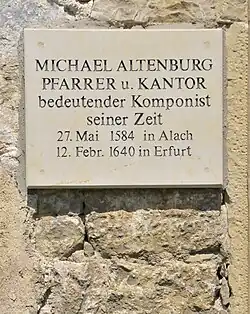 MICHAEL ALTENBURG
PFARRER u. KANTOR
bedeutender Komponist
seiner Zeit
27. Mai 1584 in Alach
12. Febr. 1640 in Erfurt